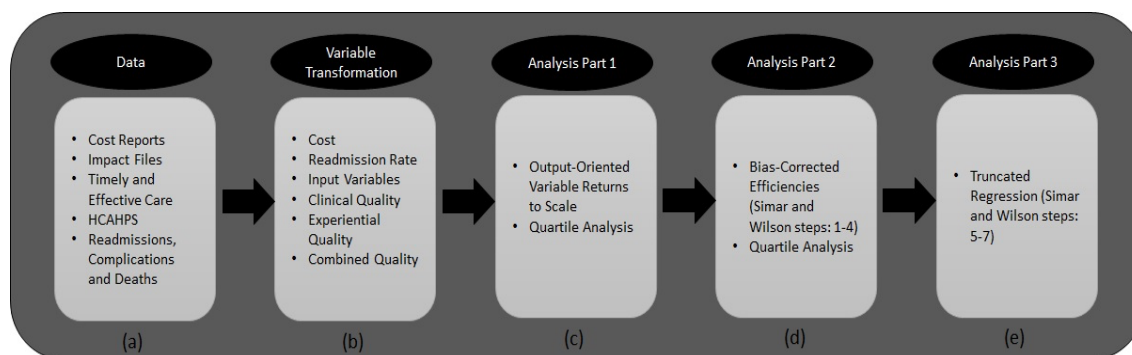 Data
• Cost Reports
• Impact Files
• Timely and
Effective Care
• HCAHPS
• Readmissions,
Complications
and Deaths
(a)
Variable
Transformation
• Cost
• Readmission Rate
• Input Variables
• Clinical Quality
• Experiential
Quality
• Combined Quality
(b)
Analysis Part 1
• Output-Oriented
Variable Returns
to Scale
• Quartile Analysis
(c)
Analysis Part 2
• Bias-Corrected
Efficiencies
(Simar and
Wilson steps: 1-4)
• Quartile Analysis
(d)
Analysis Part 3
• Truncated
Regression (Simar
and Wilson steps:
5-7)
(e)